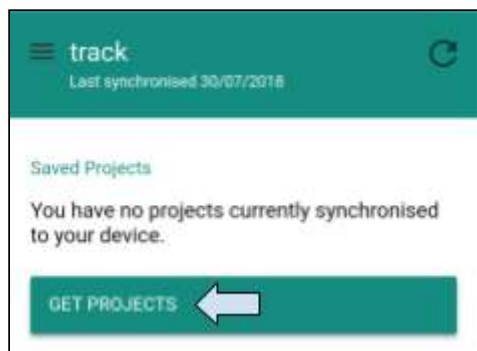 track
Last synchronised 30/07/2018
Saved Projects
You have no projects currently synchronised
to your device.
GET PROJECTS